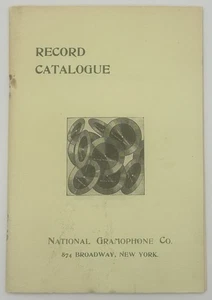 RECORD
CATALOGUE
NATIONAL GRAMOPHONE CO.
874 BROADWAY, NEW YORK.